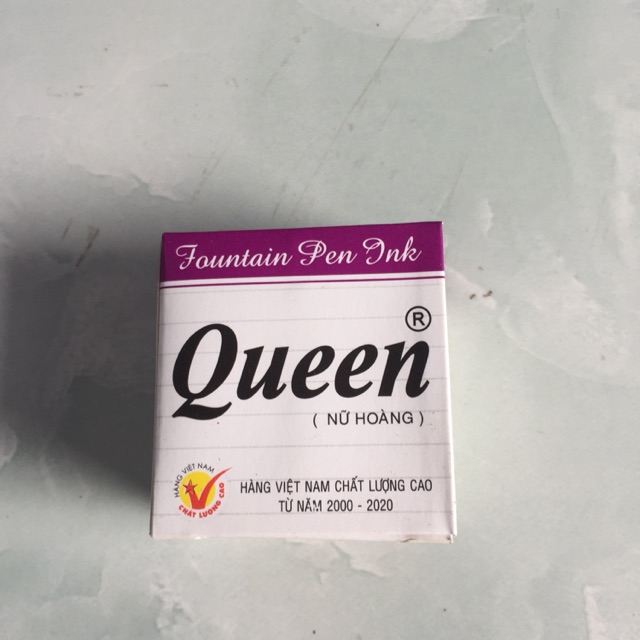 Fountain Pen Ink
Queen®
( NỮ HOÀNG )
HÀNG VIỆT NAM
CHẤT LƯỢNG CAO
HÀNG VIỆT NAM CHẤT LƯỢNG CAO
TỪ NĂM 2000 - 2020